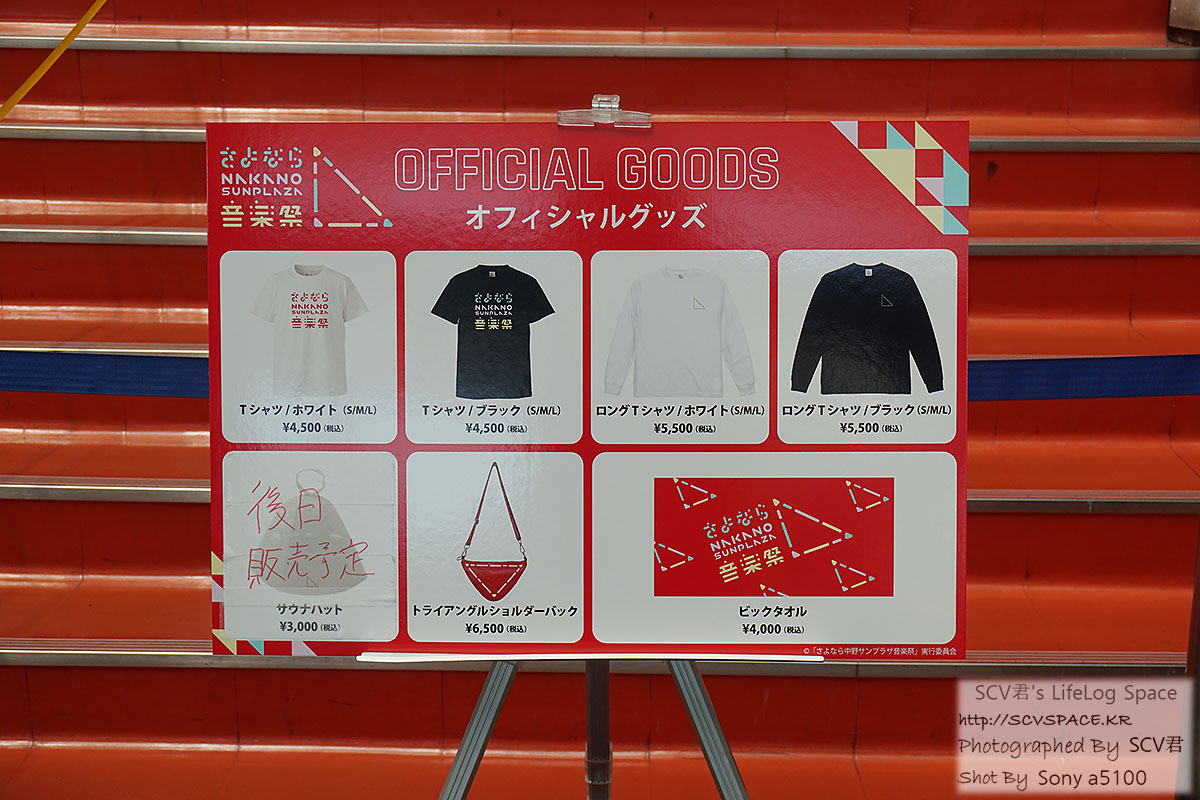 さよなら
NAKANO
SUNPLAZA
音楽祭
OFFICIAL GOODS
オフィシャルグッズ
さよなら
NAKANO
SUNPLAZA
音楽祭
Tシャツ / ホワイト (S/M/L)
¥4,500 (税込)
さよなら
NAKANO
SUNPLAZA
音楽祭
Tシャツ / ブラック (S/M/L)
¥4,500 (税込)
ロングTシャツ / ホワイト (S/M/L)
¥5,500 (税込)
ロングTシャツ / ブラック (S/M/L)
¥5,500 (税込)
後日
販売予定
サウナハット
¥3,000 (税込)
トライアングルショルダーバック
¥6,500 (税込)
さよなら
NAKANO
SUNPLAZA
音楽祭
ビックタオル
¥4,000 (税込)
©「さよなら中野サンプラザ音楽祭」実行委員会
SCV君's LifeLog Space
http://SCVSPACE.KR
Photographed By SCV君
Shot By Sony a5100